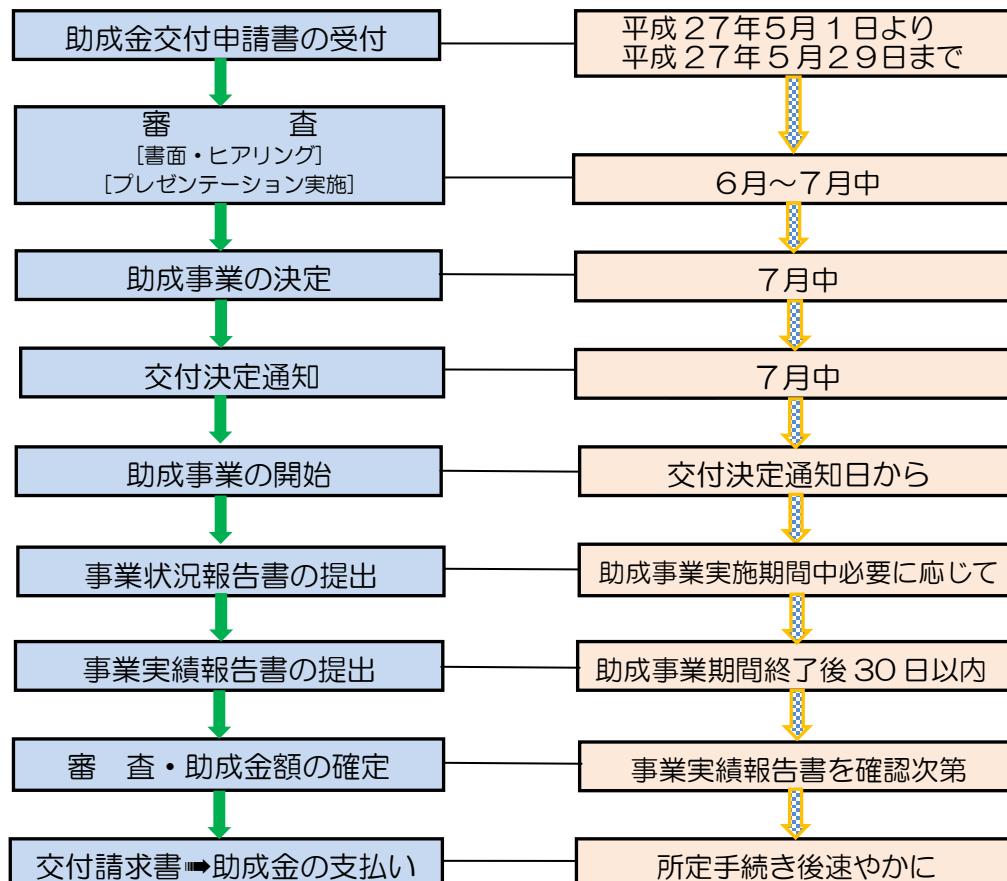 助成金交付申請書の受付
平成27年5月1日より
平成27年5月29日まで
審　　　　査
[書面・ヒアリング]
[プレゼンテーション実施]
6月～7月中
助成事業の決定
7月中
交付決定通知
7月中
助成事業の開始
交付決定通知日から
事業状況報告書の提出
助成事業実施期間中必要に応じて
事業実績報告書の提出
助成事業期間終了後30日以内
審　査・助成金額の確定
事業実績報告書を確認次第
交付請求書➠助成金の支払い
所定手続き後速やかに